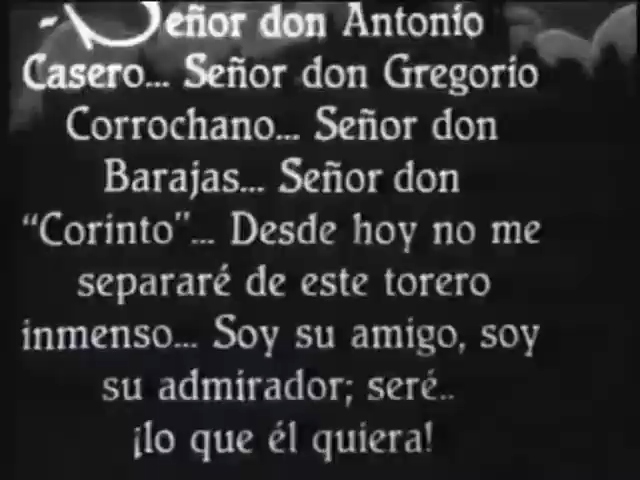 -Señor don Antonio
Casero... Señor don Gregorio
Corrochano... Señor don
Barajas... Señor don
“Corinto"... Desde hoy no me
separaré de este torero
inmenso... Soy su amigo, soy
su admirador; seré..
¡lo que él quiera!